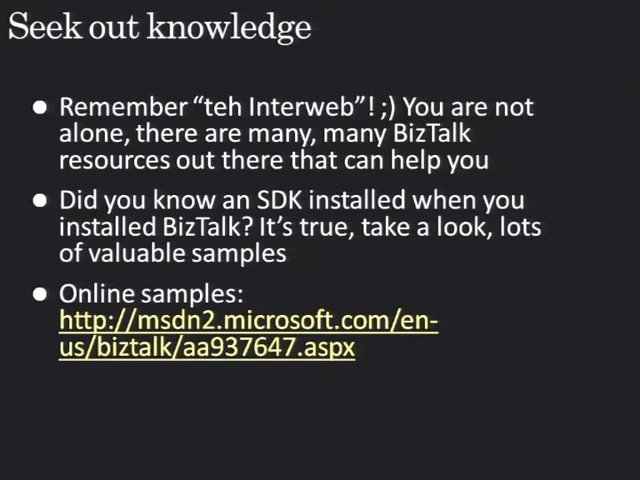 Seek out knowledge
● Remember “teh Interweb”! ;) You are not
alone, there are many, many BizTalk
resources out there that can help you
● Did you know an SDK installed when you
installed BizTalk? It’s true, take a look, lots
of valuable samples
● Online samples:
http://msdn2.microsoft.com/en-
us/biztalk/aa937647.aspx